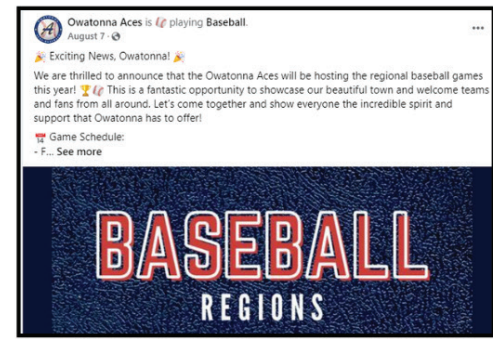 Owatonna Aces is ⚾ playing Baseball.
August 7 ·
🎉 Exciting News, Owatonna! 🎉
We are thrilled to announce that the Owatonna Aces will be hosting the regional baseball games
this year! 🏆⚾ This is a fantastic opportunity to showcase our beautiful town and welcome teams
and fans from all around. Let's come together and show everyone the incredible spirit and
support that Owatonna has to offer!
📅 Game Schedule:
- F... See more
BASEBALL
REGIONS